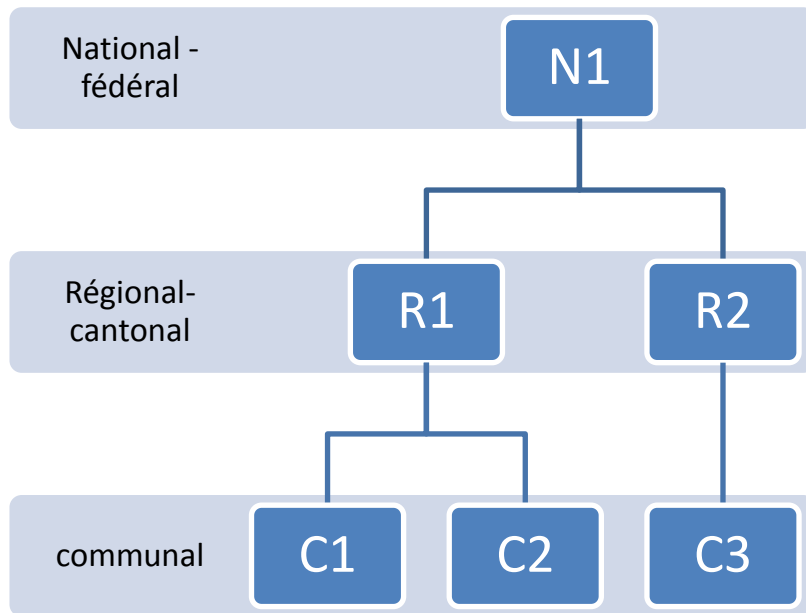 National -
fédéral
N1
Régional-
cantonal
R1
R2
communal
C1
C2
C3